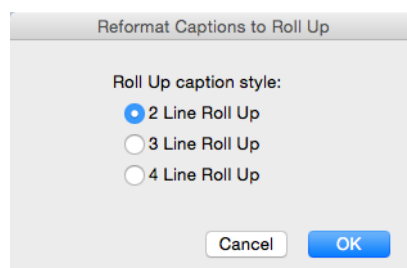 Reformat Captions to Roll Up
Roll Up caption style:
2 Line Roll Up
3 Line Roll Up
4 Line Roll Up
Cancel OK